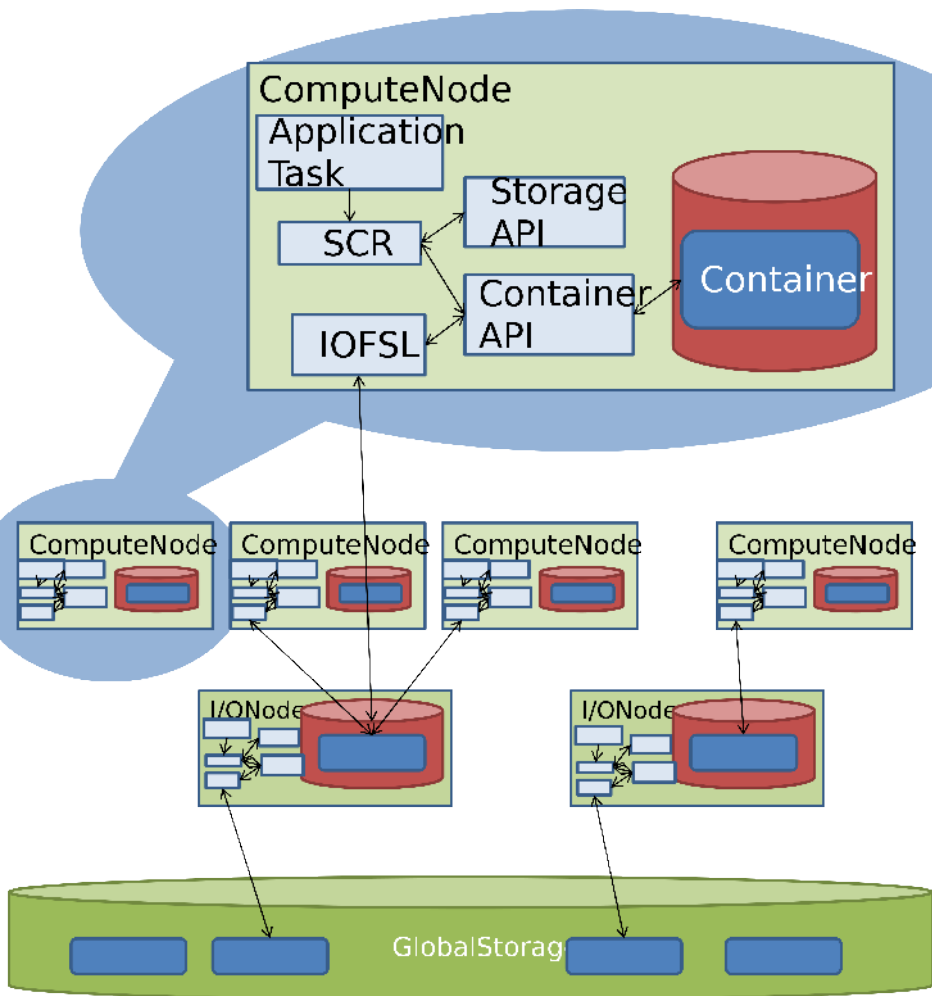 ComputeNode
Application
Task
Storage
API
SCR
Container
Container
API
IOFSL
ComputeNode
ComputeNode
ComputeNode
ComputeNode
I/ONode
I/ONode
GlobalStorag